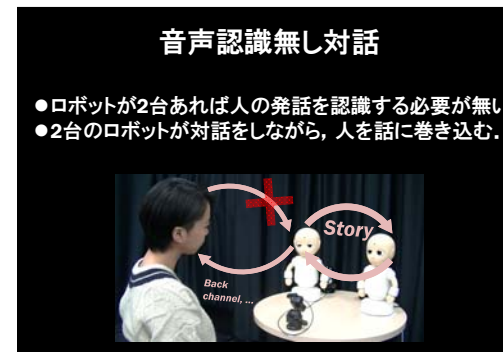 音声認識無し対話
●ロボットが2台あれば人の発話を認識する必要が無い
●2台のロボットが対話をしながら，人を話に巻き込む．
Story
Back
channel, ...